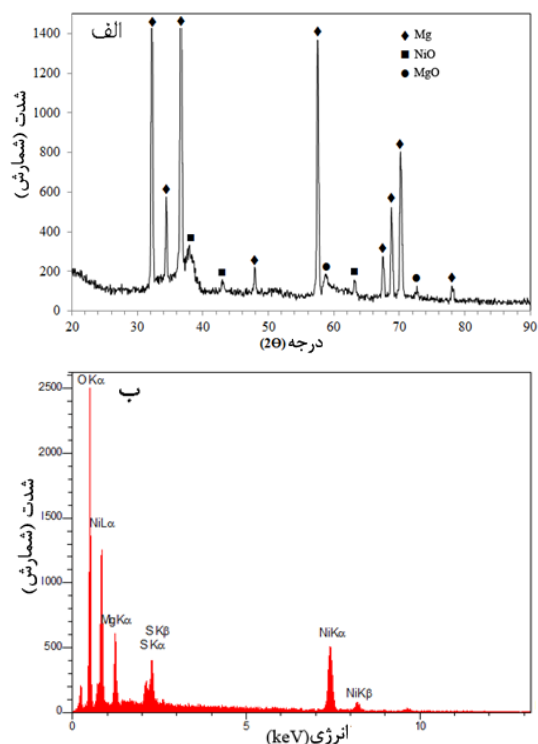 الف
◆ Mg
■ NiO
● MgO
شدت (شمارش)
1400
1200
1000
800
600
400
200
0
20 30 40 50 60 70 80 90
درجه (2Θ)
ب
OKα
NiLα
MgKα
SKβ
SKα
NiKα
NiKβ
شدت (شمارش)
2500
2000
1500
1000
500
0
0 5 10
انرژی (keV)